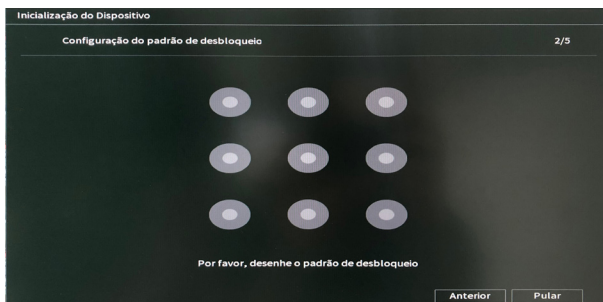 Inicialização do Dispositivo
Configuração do padrão de desbloqueio
2/5
Por favor, desenhe o padrão de desbloqueio
Anterior
Pular